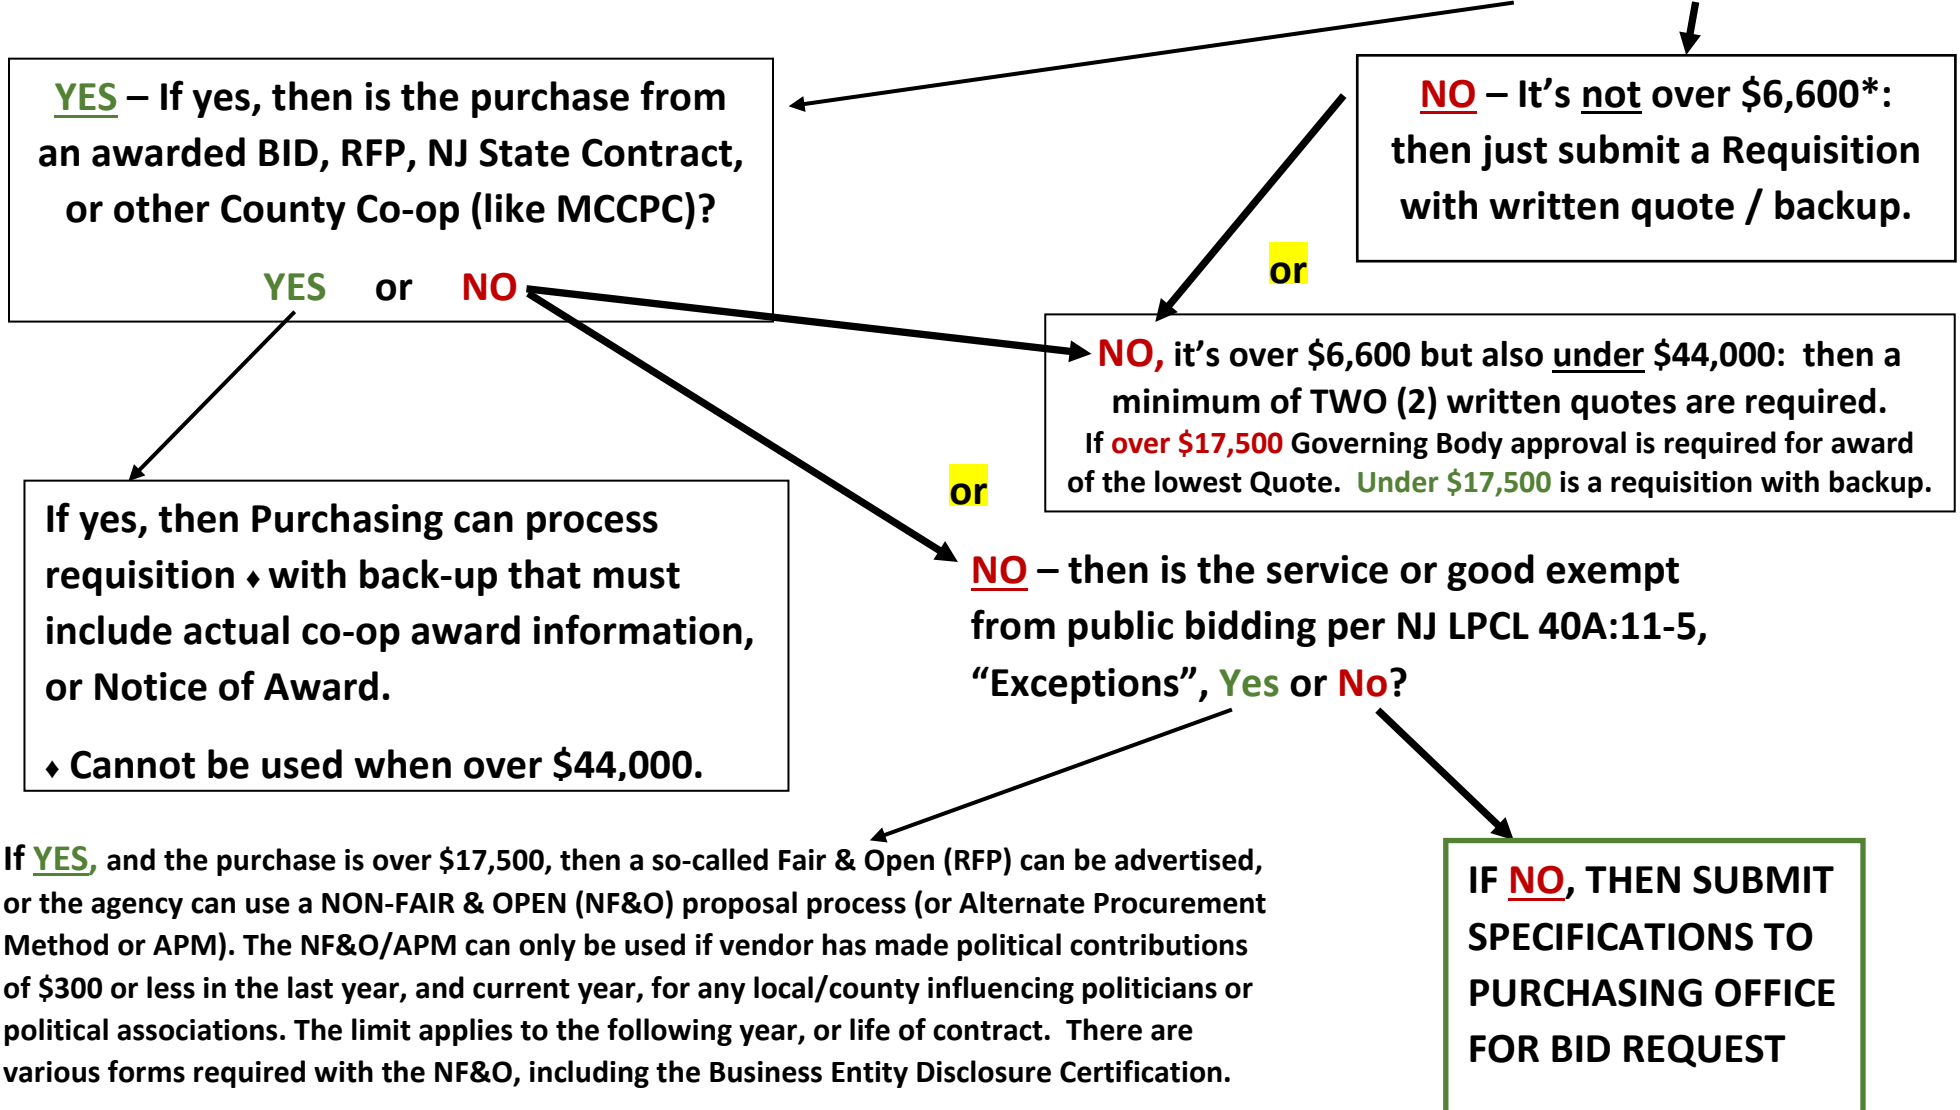 YES – If yes, then is the purchase from
an awarded BID, RFP, NJ State Contract,
or other County Co-op (like MCCPC)?
YES or NO
NO – It’s not over $6,600*:
then just submit a Requisition
with written quote / backup.
or
NO, it’s over $6,600 but also under $44,000: then a
minimum of TWO (2) written quotes are required.
If over $17,500 Governing Body approval is required for award
of the lowest Quote. Under $17,500 is a requisition with backup.
or
If yes, then Purchasing can process
requisition ♦ with back-up that must
include actual co-op award information,
or Notice of Award.
♦ Cannot be used when over $44,000.
NO – then is the service or good exempt
from public bidding per NJ LPCL 40A:11-5,
“Exceptions”, Yes or No?
If YES, and the purchase is over $17,500, then a so-called Fair & Open (RFP) can be advertised,
or the agency can use a NON-FAIR & OPEN (NF&O) proposal process (or Alternate Procurement
Method or APM). The NF&O/APM can only be used if vendor has made political contributions
of $300 or less in the last year, and current year, for any local/county influencing politicians or
political associations. The limit applies to the following year, or life of contract. There are
various forms required with the NF&O, including the Business Entity Disclosure Certification.
IF NO, THEN SUBMIT
SPECIFICATIONS TO
PURCHASING OFFICE
FOR BID REQUEST